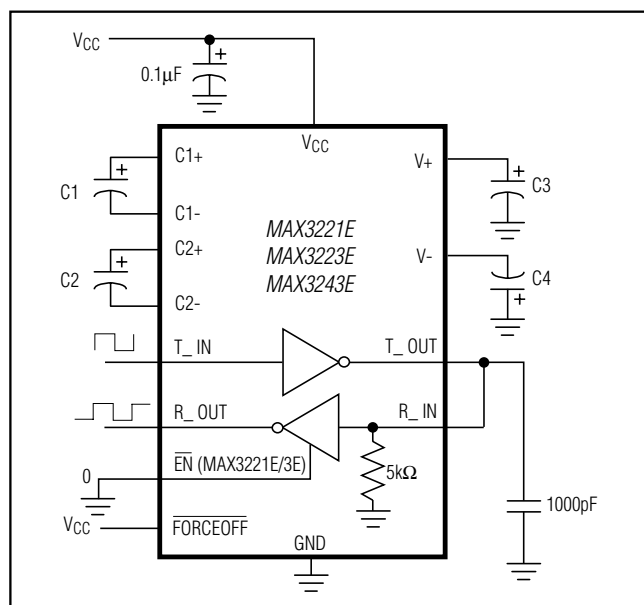 VCC
0.1µF
+
VCC
C1+
V+
+
C1
+
C3
C1-
MAX3221E
C2+
MAX3223E
V-
+
C2
MAX3243E
C4
+
C2-
T_ IN
T_ OUT
R_ OUT
R_ IN
EN (MAX3221E/3E)
0
5kΩ
1000pF
VCC
FORCEOFF
GND